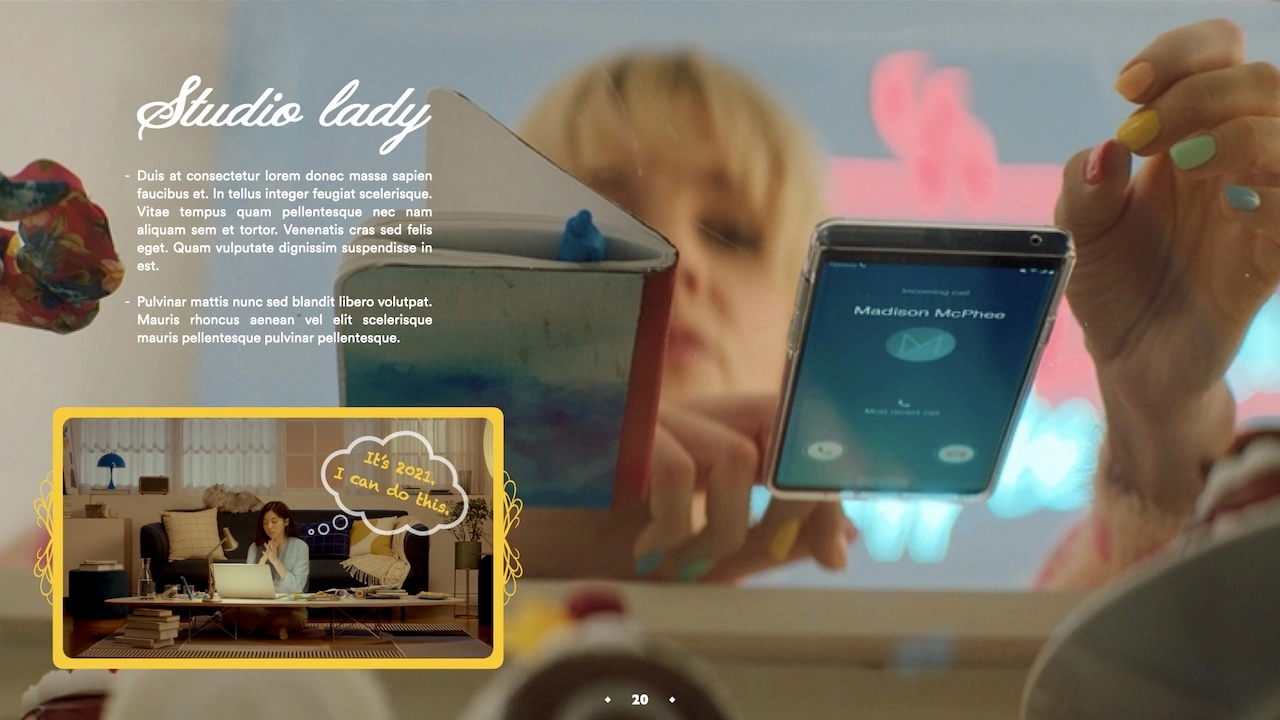 Studio lady
- Duis at consectetur lorem donec massa sapien
faucibus et. In tellus integer feugiat scelerisque.
Vitae tempus quam pellentesque nec nam
aliquam sem et tortor. Venenatis cras sed felis
eget. Quam vulputate dignissim suspendisse in
est.
- Pulvinar mattis nunc sed blandit libero volutpat.
Mauris rhoncus aenean vel elit scelerisque
mauris pellentesque pulvinar pellentesque.
Incoming call
Madison McPhee
M
Most recent call
It's 2021.
I can do this.
20